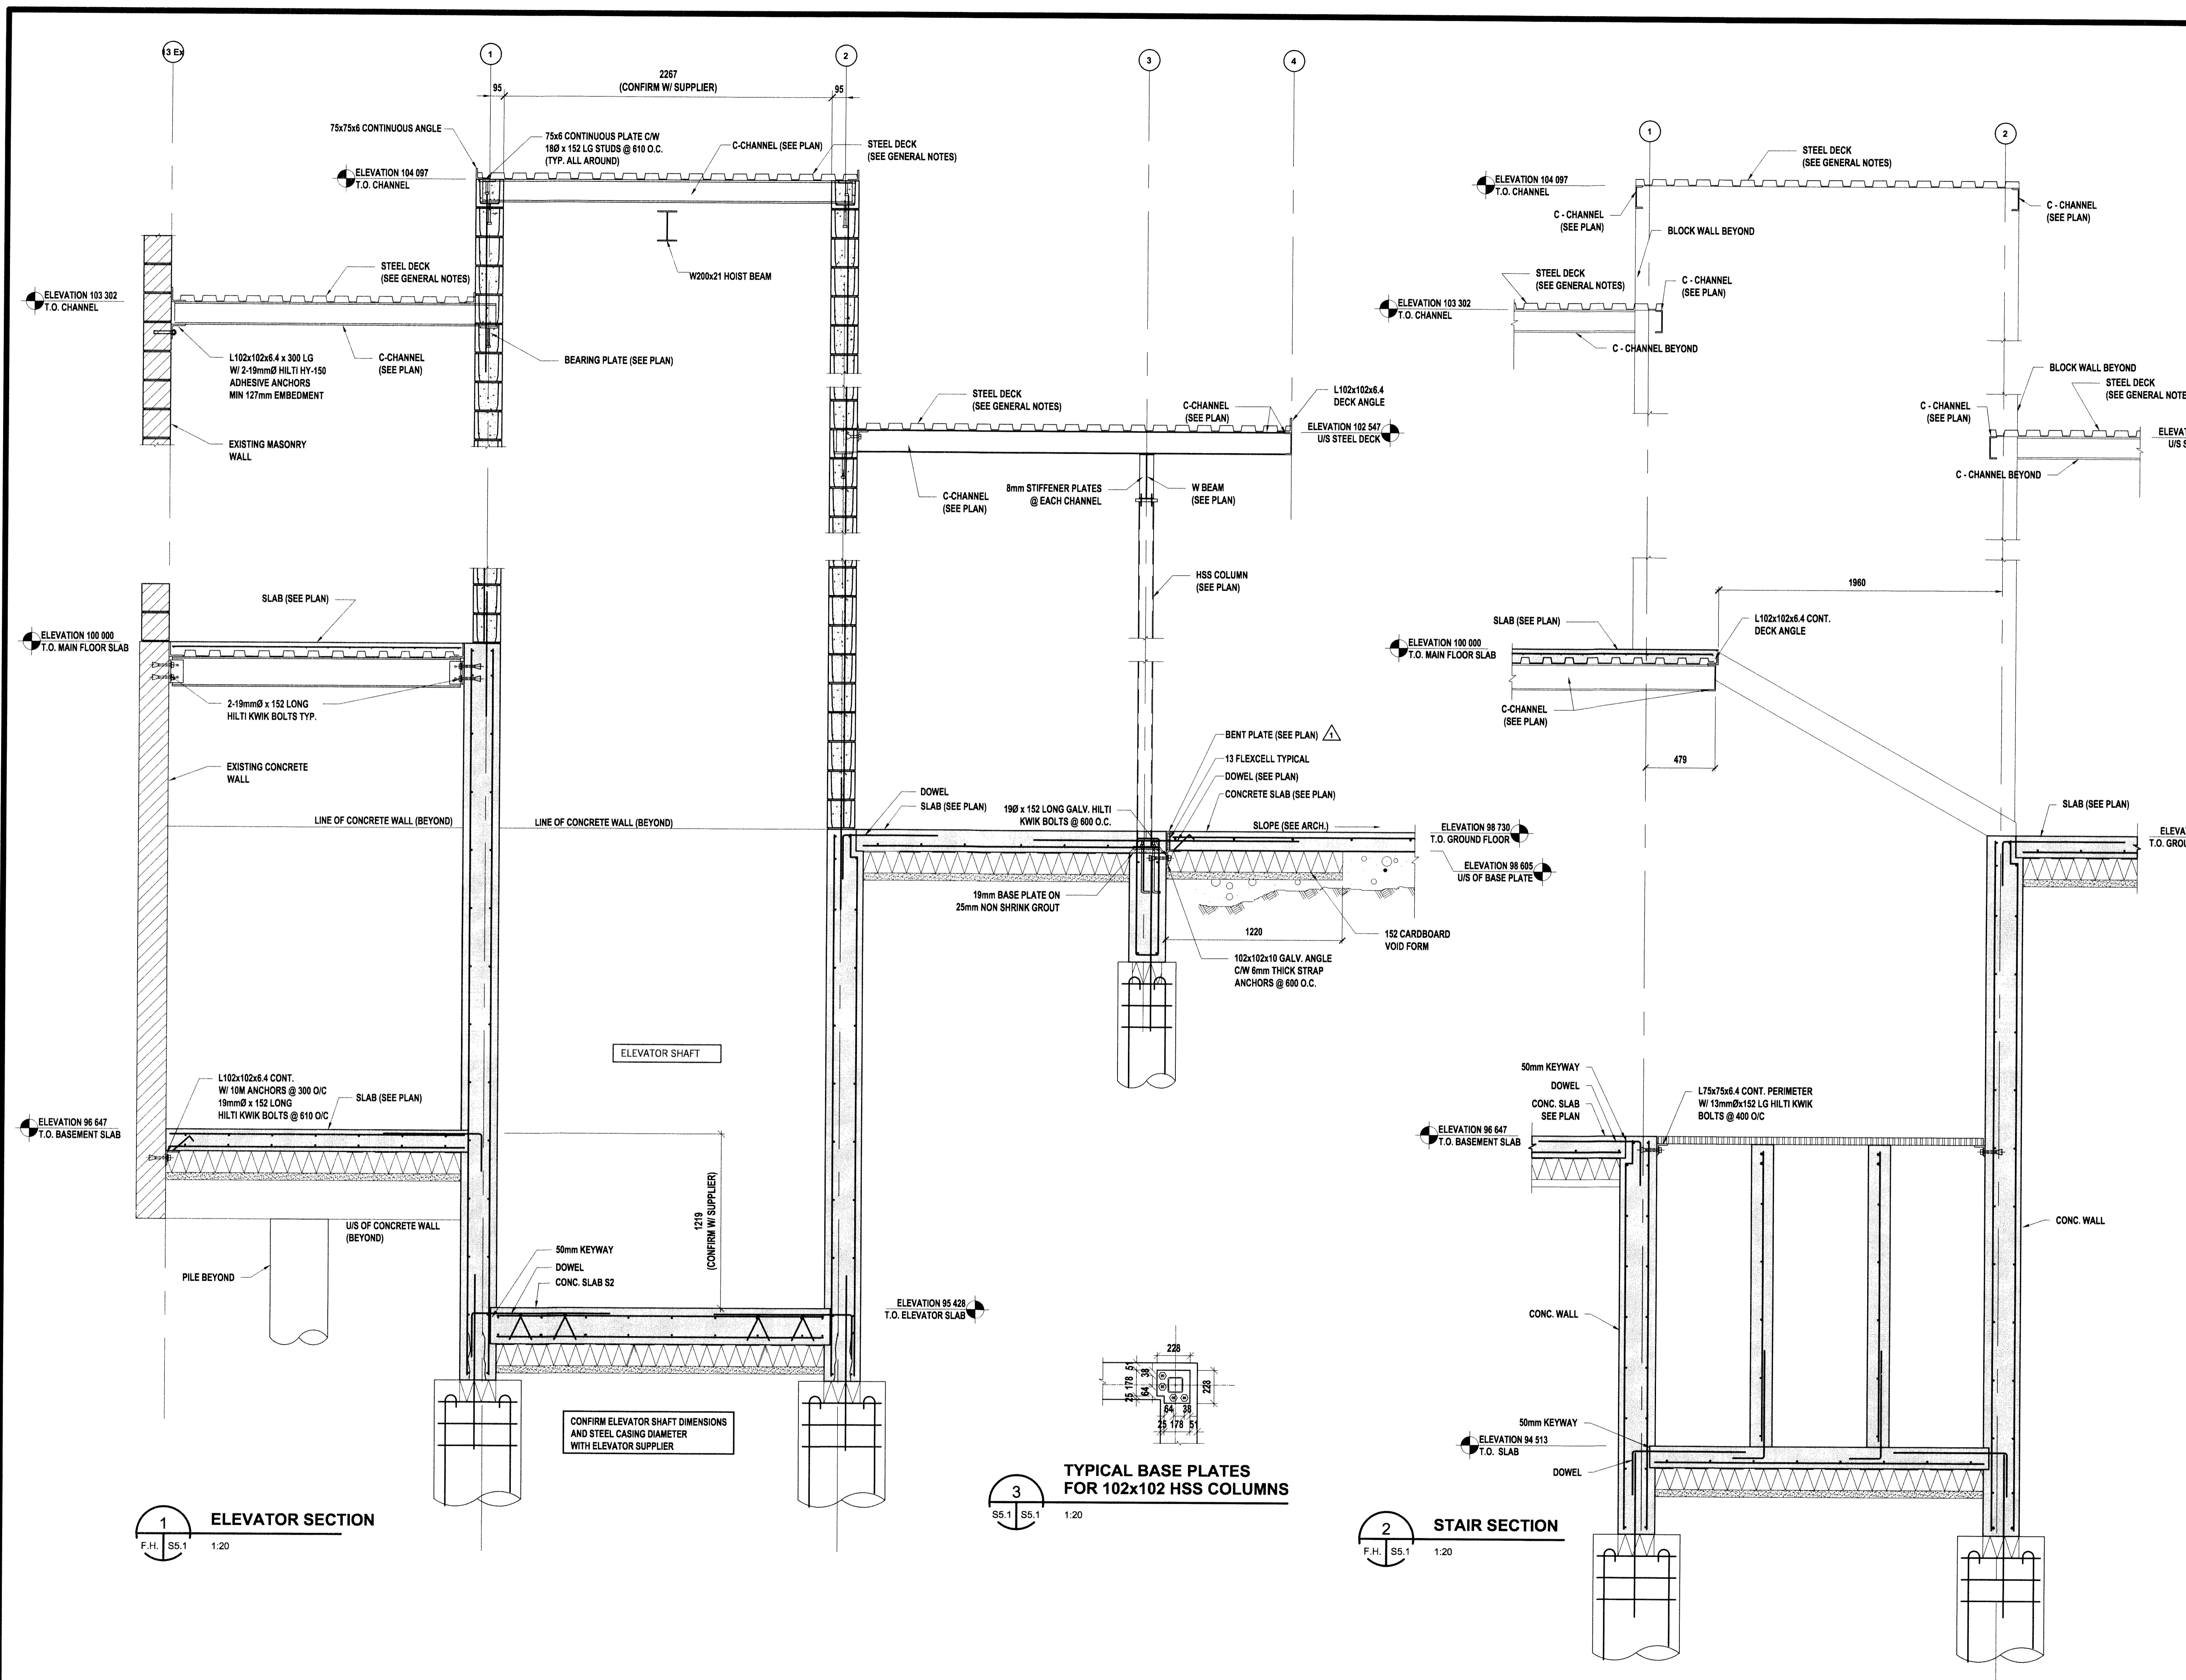 13 Ex
1
2
3
4
2267
(CONFIRM W/ SUPPLIER)
95
95
75x75x6 CONTINUOUS ANGLE
75x6 CONTINUOUS PLATE C/W
18Ø x 152 LG STUDS @ 610 O.C.
(TYP. ALL AROUND)
C-CHANNEL (SEE PLAN)
STEEL DECK
(SEE GENERAL NOTES)
ELEVATION 104 097
T.O. CHANNEL
W200x21 HOIST BEAM
STEEL DECK
(SEE GENERAL NOTES)
ELEVATION 103 302
T.O. CHANNEL
L102x102x6.4 x 300 LG
W/ 2-19mmØ HILTI HY-150
ADHESIVE ANCHORS
MIN 127mm EMBEDMENT
C-CHANNEL
(SEE PLAN)
BEARING PLATE (SEE PLAN)
EXISTING MASONRY
WALL
STEEL DECK
(SEE GENERAL NOTES)
C-CHANNEL
(SEE PLAN)
L102x102x6.4
DECK ANGLE
ELEVATION 102 547
U/S STEEL DECK
C-CHANNEL
(SEE PLAN)
8mm STIFFENER PLATES
@ EACH CHANNEL
W BEAM
(SEE PLAN)
HSS COLUMN
(SEE PLAN)
SLAB (SEE PLAN)
ELEVATION 100 000
T.O. MAIN FLOOR SLAB
2-19mmØ x 152 LONG
HILTI KWIK BOLTS TYP.
EXISTING CONCRETE
WALL
LINE OF CONCRETE WALL (BEYOND)
LINE OF CONCRETE WALL (BEYOND)
DOWEL
SLAB (SEE PLAN)
19Ø x 152 LONG GALV. HILTI
KWIK BOLTS @ 600 O.C.
BENT PLATE (SEE PLAN)
1
13 FLEXCELL TYPICAL
DOWEL (SEE PLAN)
CONCRETE SLAB (SEE PLAN)
SLOPE (SEE ARCH.)
ELEVATION 98 730
T.O. GROUND FLOOR
ELEVATION 98 605
U/S OF BASE PLATE
19mm BASE PLATE ON
25mm NON SHRINK GROUT
1220
152 CARDBOARD
VOID FORM
102x102x10 GALV. ANGLE
C/W 6mm THICK STRAP
ANCHORS @ 600 O.C.
ELEVATOR SHAFT
L102x102x6.4 CONT.
W/ 10M ANCHORS @ 300 O/C
19mmØ x 152 LONG
HILTI KWIK BOLTS @ 610 O/C
SLAB (SEE PLAN)
ELEVATION 96 647
T.O. BASEMENT SLAB
1219
(CONFIRM W/ SUPPLIER)
U/S OF CONCRETE WALL
(BEYOND)
PILE BEYOND
50mm KEYWAY
DOWEL
CONC. SLAB S2
ELEVATION 95 428
T.O. ELEVATOR SLAB
CONFIRM ELEVATOR SHAFT DIMENSIONS
AND STEEL CASING DIAMETER
WITH ELEVATOR SUPPLIER
1
F.H. S5.1
ELEVATOR SECTION
1:20
228
51
38
178
64
25
228
64 38
25 178 51
3
S5.1 S5.1
TYPICAL BASE PLATES
FOR 102x102 HSS COLUMNS
1:20
1
2
STEEL DECK
(SEE GENERAL NOTES)
ELEVATION 104 097
T.O. CHANNEL
C - CHANNEL
(SEE PLAN)
C - CHANNEL
(SEE PLAN)
BLOCK WALL BEYOND
STEEL DECK
(SEE GENERAL NOTES)
C - CHANNEL
(SEE PLAN)
ELEVATION 103 302
T.O. CHANNEL
C - CHANNEL BEYOND
BLOCK WALL BEYOND
STEEL DECK
(SEE GENERAL NOTE
C - CHANNEL
(SEE PLAN)
ELEVAT
U/S S
C - CHANNEL BEYOND
1960
SLAB (SEE PLAN)
L102x102x6.4 CONT.
DECK ANGLE
ELEVATION 100 000
T.O. MAIN FLOOR SLAB
C-CHANNEL
(SEE PLAN)
479
SLAB (SEE PLAN)
ELEVA
T.O. GROU
50mm KEYWAY
DOWEL
CONC. SLAB
SEE PLAN
L75x75x6.4 CONT. PERIMETER
W/ 13mmØx152 LG HILTI KWIK
BOLTS @ 400 O/C
ELEVATION 96 647
T.O. BASEMENT SLAB
CONC. WALL
CONC. WALL
50mm KEYWAY
ELEVATION 94 513
T.O. SLAB
DOWEL
2
F.H. S5.1
STAIR SECTION
1:20